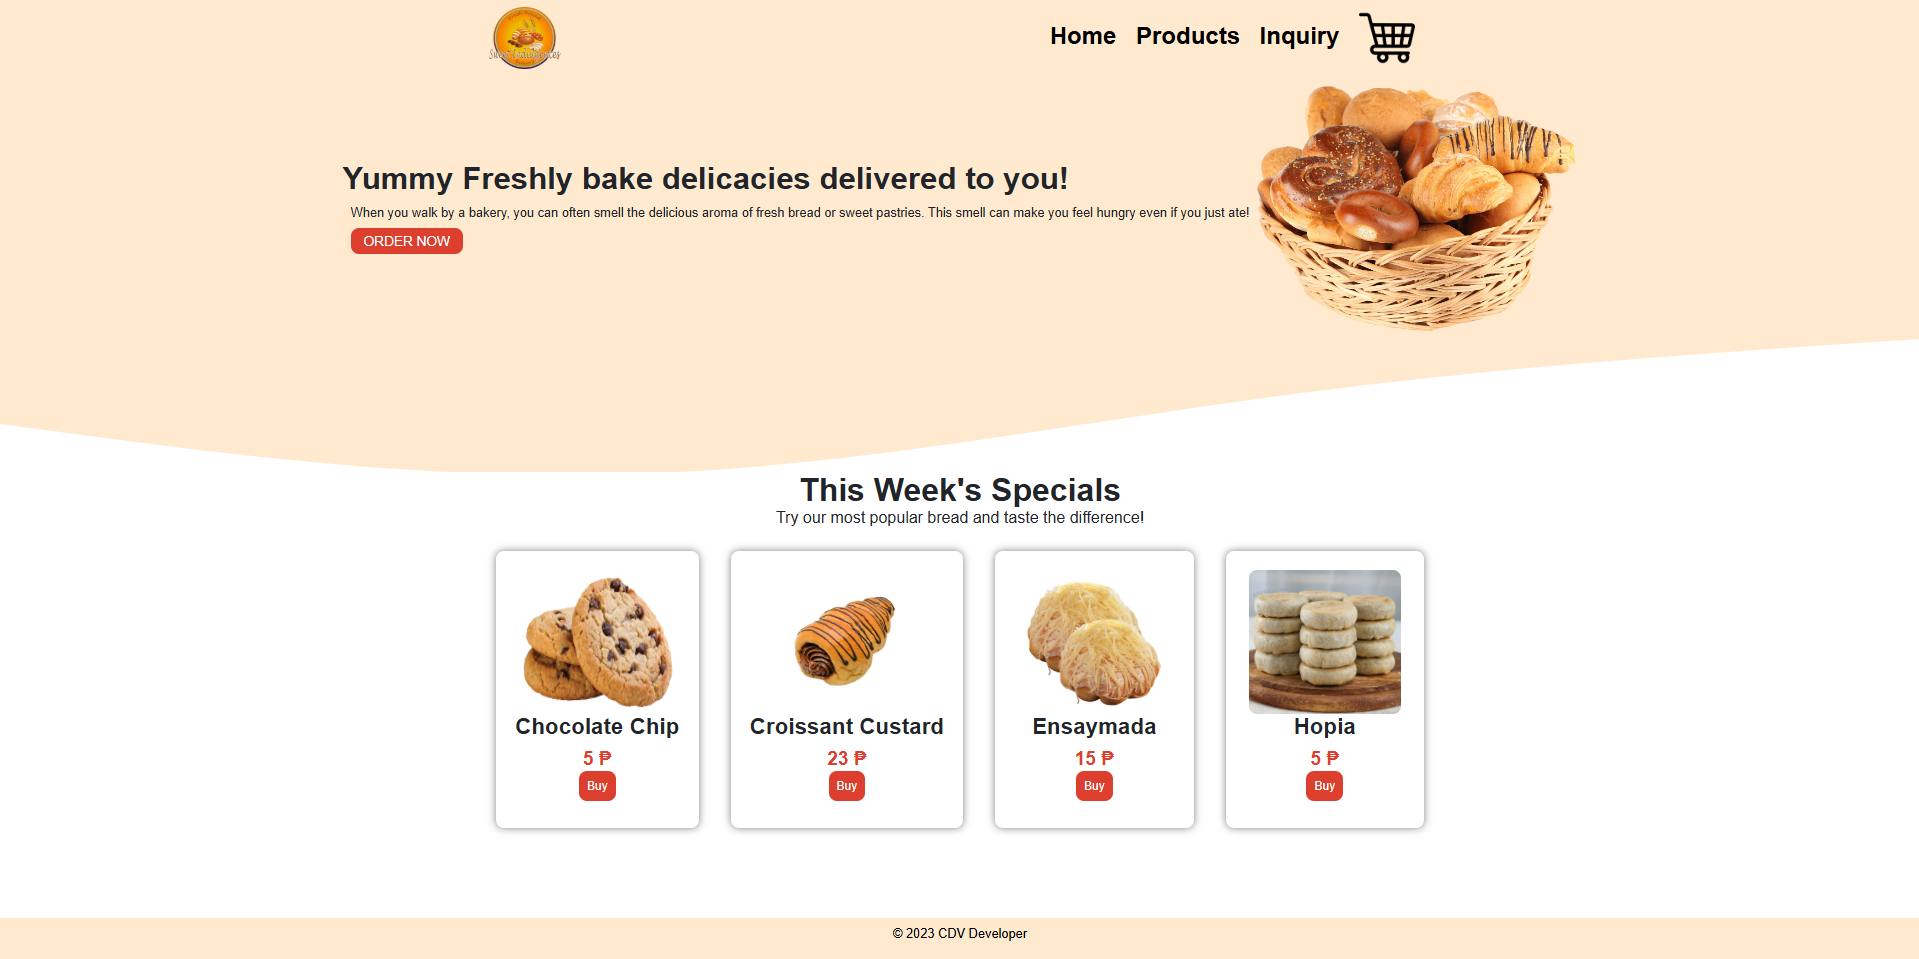 Home Products Inquiry
Yummy Freshly bake delicacies delivered to you!
When you walk by a bakery, you can often smell the delicious aroma of fresh bread or sweet pastries. This smell can make you feel hungry even if you just ate!
ORDER NOW
This Week's Specials
Try our most popular bread and taste the difference!
Chocolate Chip
5 ₱
Buy
Croissant Custard
23 ₱
Buy
Ensaymada
15 ₱
Buy
Hopia
5 ₱
Buy
© 2023 CDV Developer